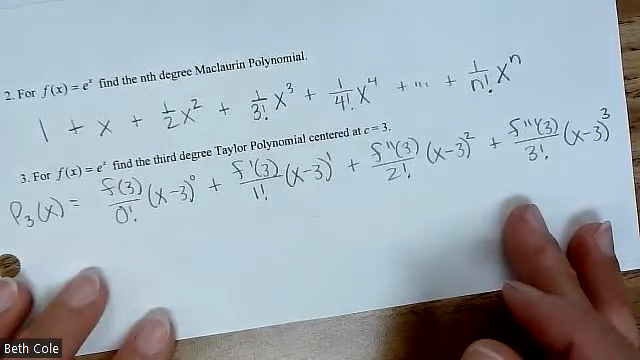 2. For f(x) = e^x find the nth degree Maclaurin Polynomial.
1 + x + 1/2 x^2 + 1/3! x^3 + 1/4! x^4 + ... + 1/n! x^n
3. For f(x) = e^x find the third degree Taylor Polynomial centered at c = 3.
P_3(x) = f(3)/0! (x-3)^0 + f'(3)/1! (x-3)^1 + f''(3)/2! (x-3)^2 + f'''(3)/3! (x-3)^3
Beth Cole